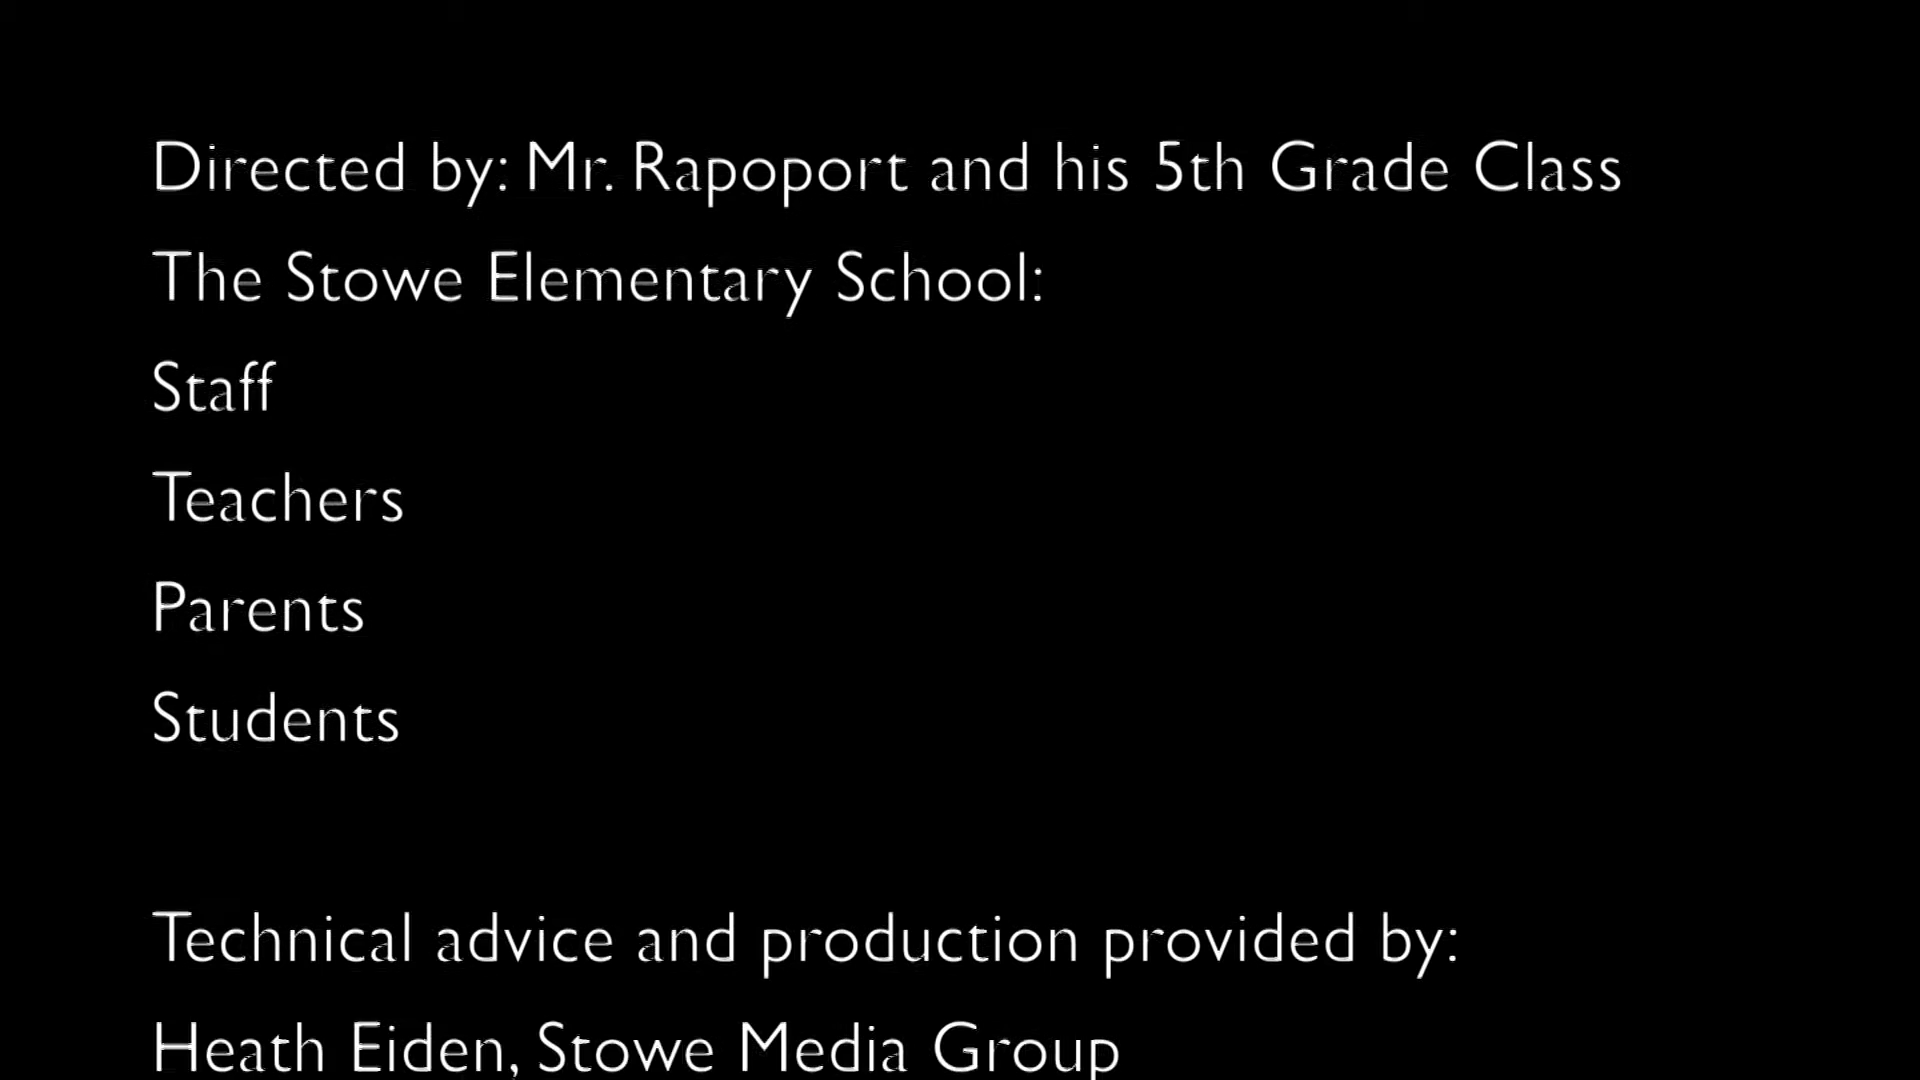 Directed by: Mr. Rapoport and his 5th Grade Class
The Stowe Elementary School:
Staff
Teachers
Parents
Students
Technical advice and production provided by:
Heath Eiden, Stowe Media Group